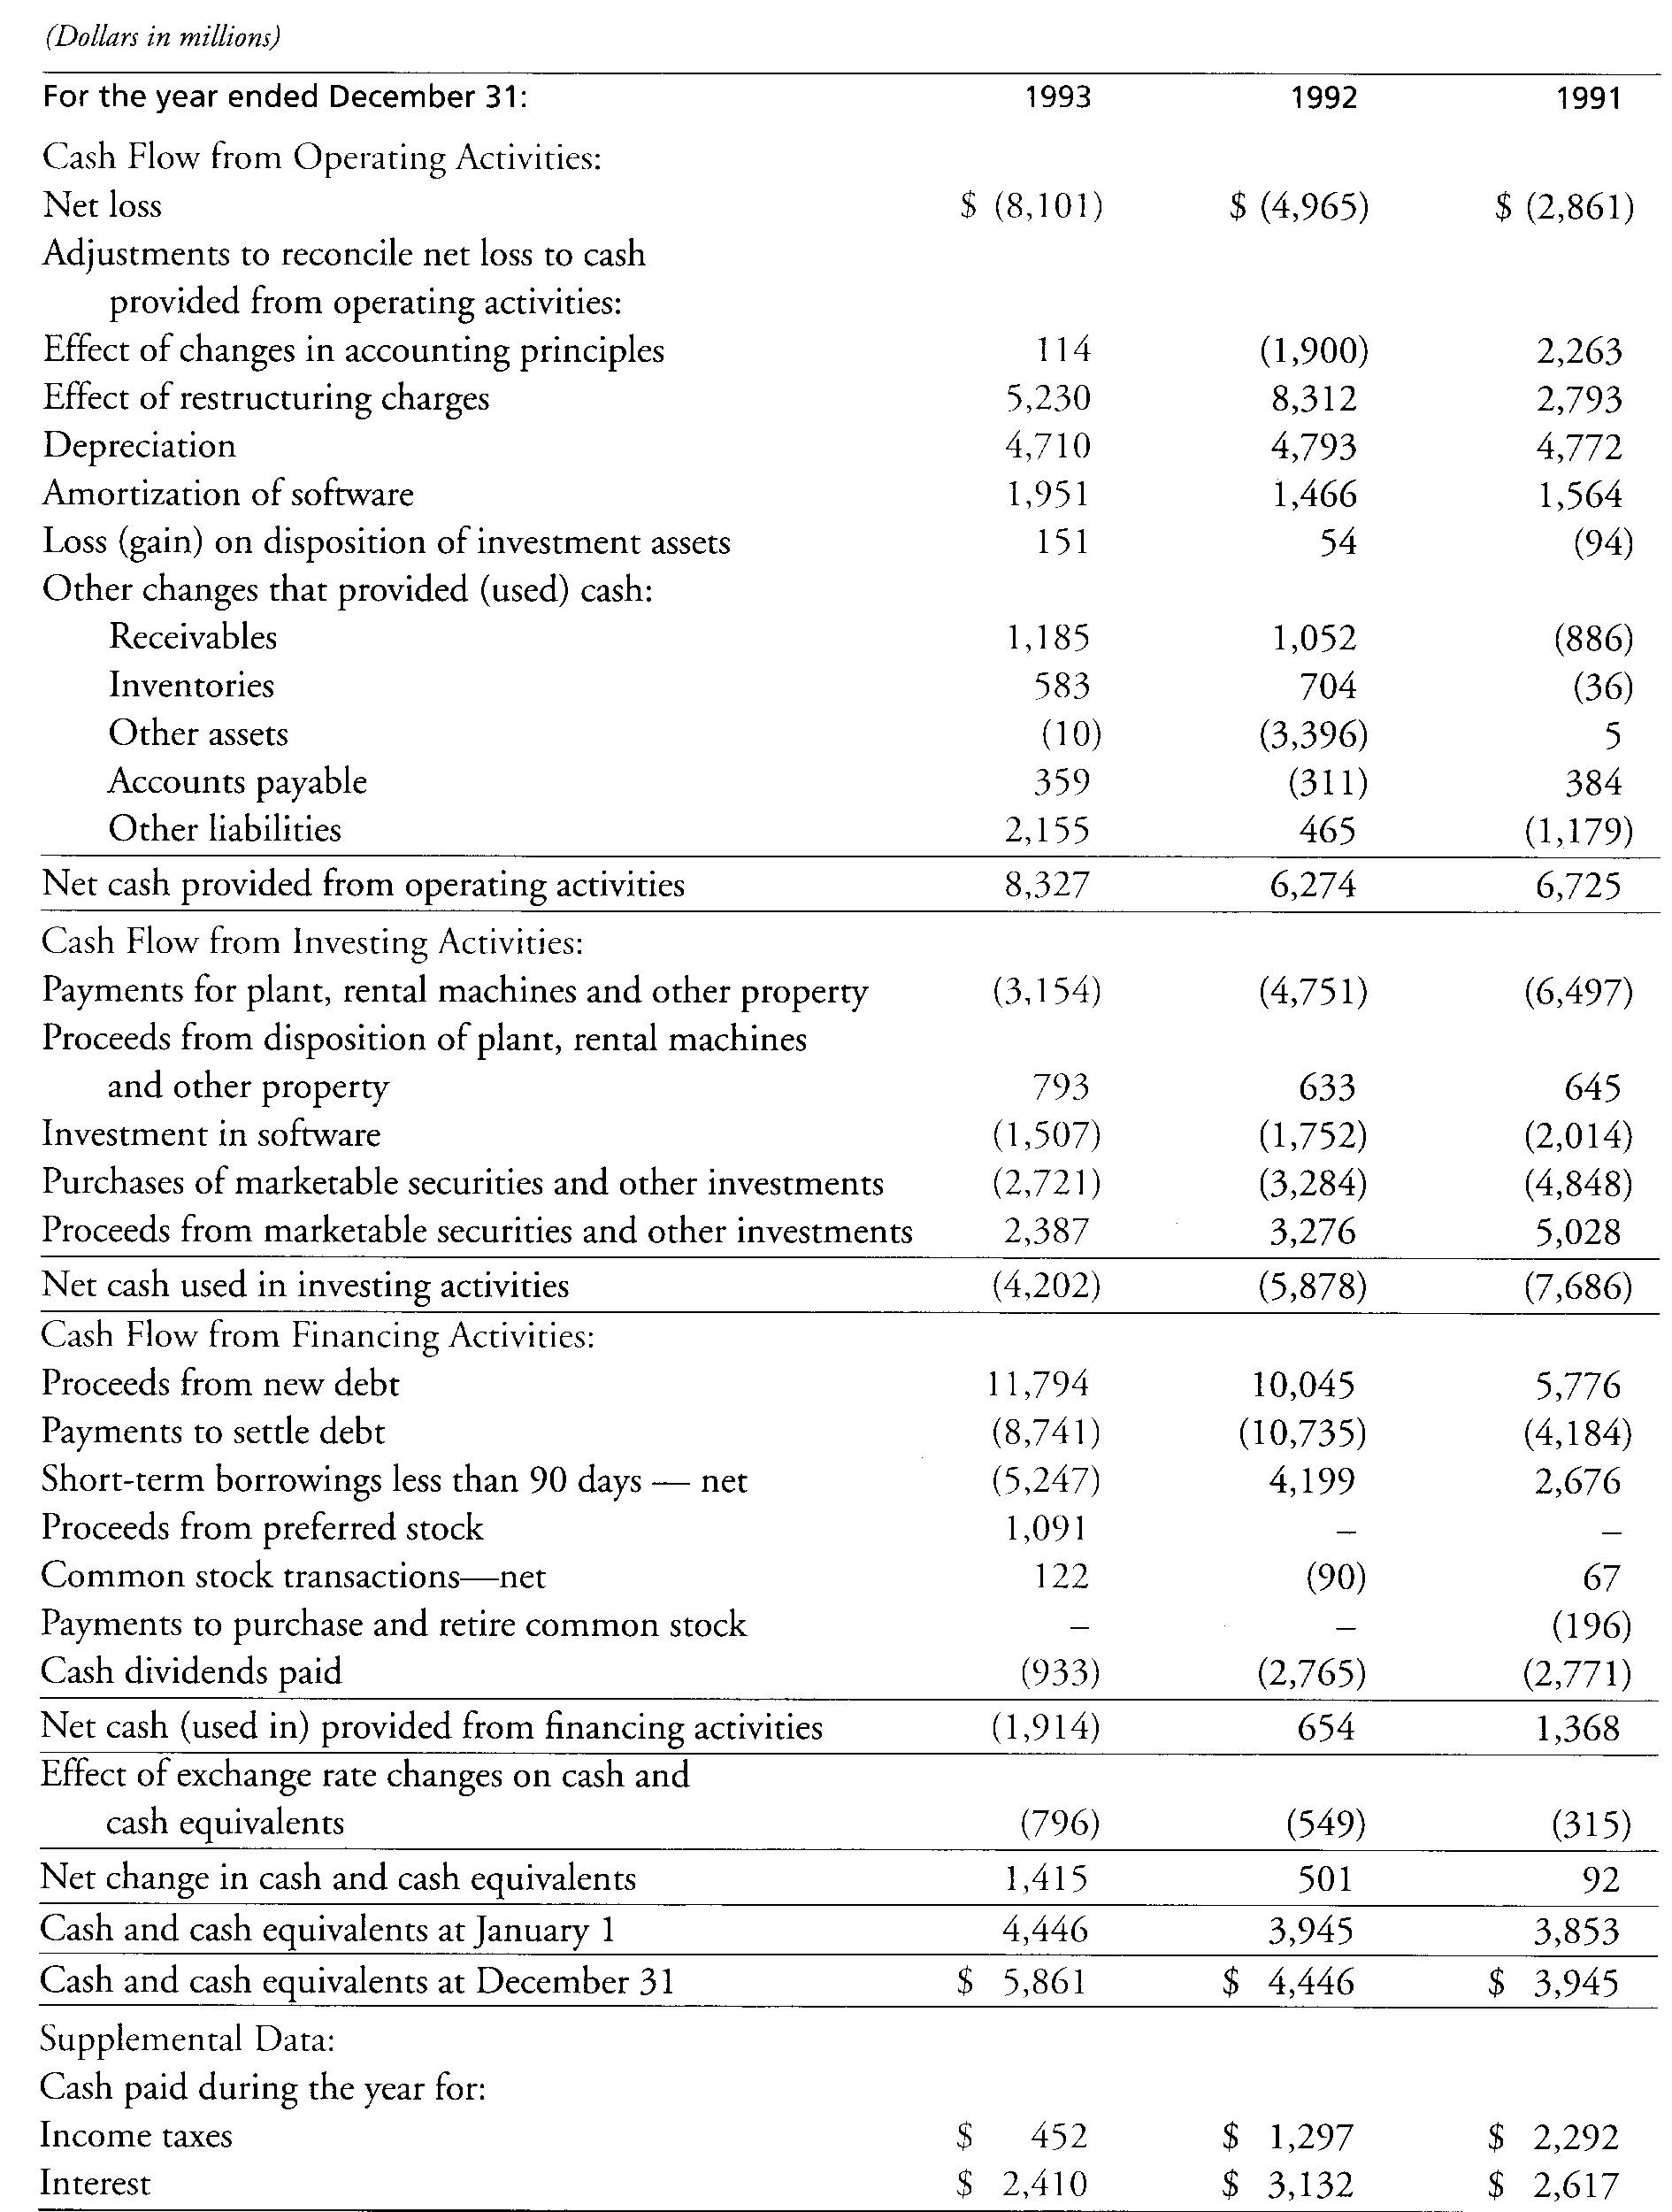 (Dollars in millions)
For the year ended December 31: 1993 1992 1991
Cash Flow from Operating Activities:
Net loss $ (8,101) $ (4,965) $ (2,861)
Adjustments to reconcile net loss to cash
provided from operating activities:
Effect of changes in accounting principles 114 (1,900) 2,263
Effect of restructuring charges 5,230 8,312 2,793
Depreciation 4,710 4,793 4,772
Amortization of software 1,951 1,466 1,564
Loss (gain) on disposition of investment assets 151 54 (94)
Other changes that provided (used) cash:
Receivables 1,185 1,052 (886)
Inventories 583 704 (36)
Other assets (10) (3,396) 5
Accounts payable 359 (311) 384
Other liabilities 2,155 465 (1,179)
Net cash provided from operating activities 8,327 6,274 6,725
Cash Flow from Investing Activities:
Payments for plant, rental machines and other property (3,154) (4,751) (6,497)
Proceeds from disposition of plant, rental machines
and other property 793 633 645
Investment in software (1,507) (1,752) (2,014)
Purchases of marketable securities and other investments (2,721) (3,284) (4,848)
Proceeds from marketable securities and other investments 2,387 3,276 5,028
Net cash used in investing activities (4,202) (5,878) (7,686)
Cash Flow from Financing Activities:
Proceeds from new debt 11,794 10,045 5,776
Payments to settle debt (8,741) (10,735) (4,184)
Short-term borrowings less than 90 days — net (5,247) 4,199 2,676
Proceeds from preferred stock 1,091 – –
Common stock transactions—net 122 (90) 67
Payments to purchase and retire common stock – – (196)
Cash dividends paid (933) (2,765) (2,771)
Net cash (used in) provided from financing activities (1,914) 654 1,368
Effect of exchange rate changes on cash and
cash equivalents (796) (549) (315)
Net change in cash and cash equivalents 1,415 501 92
Cash and cash equivalents at January 1 4,446 3,945 3,853
Cash and cash equivalents at December 31 $ 5,861 $ 4,446 $ 3,945
Supplemental Data:
Cash paid during the year for:
Income taxes $ 452 $ 1,297 $ 2,292
Interest $ 2,410 $ 3,132 $ 2,617